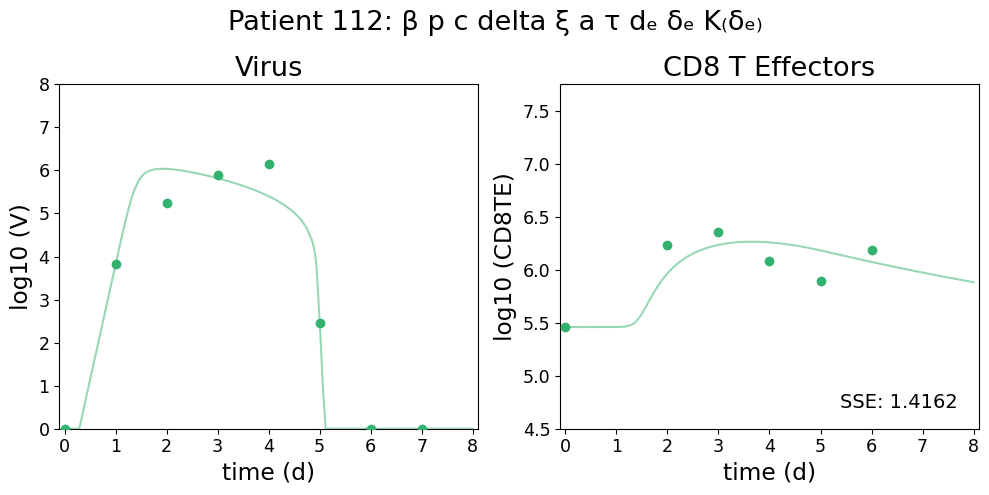 Patient 112: β p c delta ξ a τ dₑ δₑ K₍δₑ₎
Virus
CD8 T Effectors
8
7
6
5
4
3
2
1
0
log10 (V)
0 1 2 3 4 5 6 7 8
time (d)
7.5
7.0
6.5
6.0
5.5
5.0
4.5
log10 (CD8TE)
SSE: 1.4162
0 1 2 3 4 5 6 7 8
time (d)